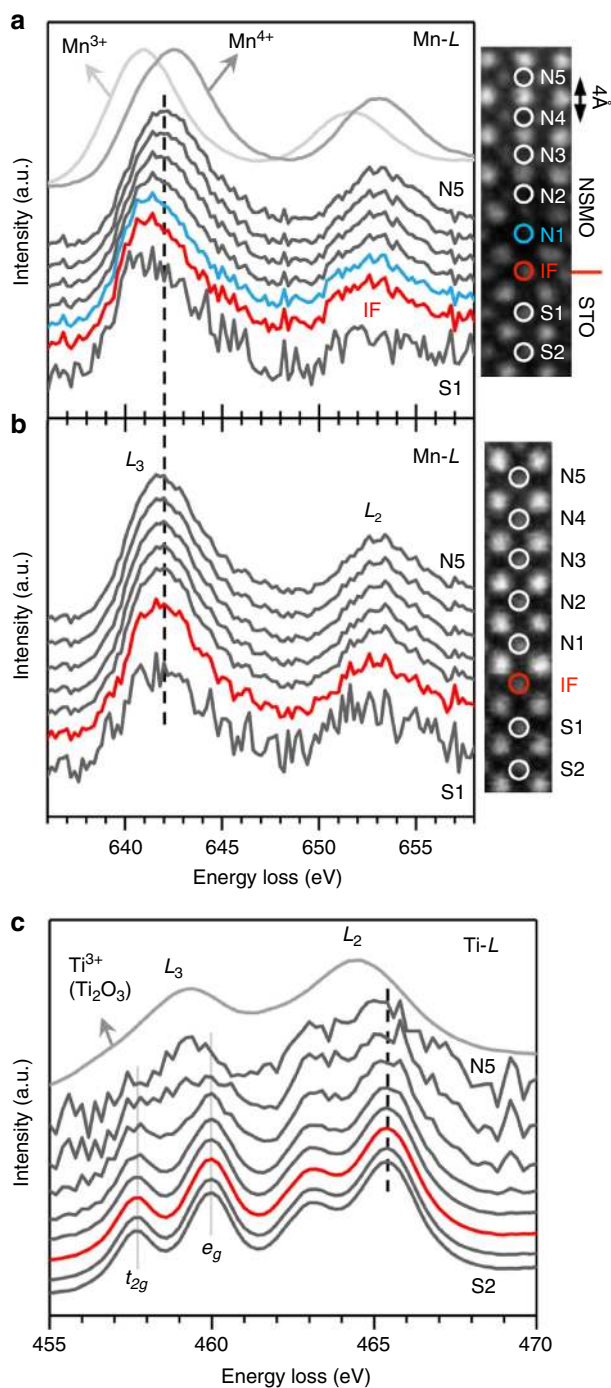 a
Mn3+
Mn4+
Mn-L
N5
IF
S1
Intensity (a.u.)
N5
N4
N3
N2
N1
IF
S1
S2
4Å
NSMO
STO
b
L3
Mn-L
L2
N5
S1
Intensity (a.u.)
640 645 650 655
Energy loss (eV)
N5
N4
N3
N2
N1
IF
S1
S2
c
L2
Ti-L
L3
Ti3+
(Ti2O3)
N5
eg
t2g
S2
Intensity (a.u.)
455 460 465 470
Energy loss (eV)